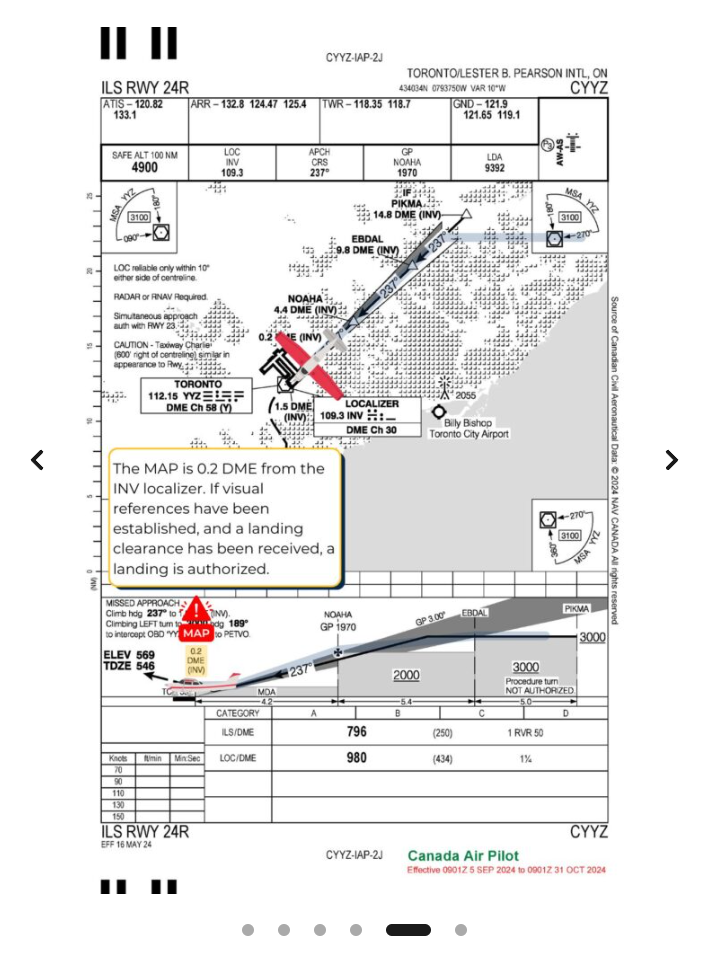 CYYZ-IAP-2J
TORONTO/LESTER B. PEARSON INTL, ON
ILS RWY 24R
434034N 0793750W VAR 10°W
CYYZ
ATIS – 120.82
133.1
ARR – 132.8 124.47 125.4
TWR – 118.35 118.7
GND – 121.9
121.65 119.1
AW-AS
SAFE ALT 100 NM
4900
LOC
INV
109.3
APCH
CRS
237°
GP
NOAHA
1970
LDA
9392
MSA YYZ
3100
090°
180°
IF
PIKMA
14.8 DME (INV)
MSA YYZ
3100
180°
270°
EBDAL
9.8 DME (INV)
237°
237°
LOC reliable only within 10°
either side of centreline.
RADAR or RNAV Required.
Simultaneous approach
auth with RWY 23.
CAUTION - Taxiway Charlie
(600' right of centreline) similar in
appearance to Rwy.
NOAHA
4.4 DME (INV)
(INV)
TORONTO
112.15 YYZ
DME Ch 58 (Y)
1.5 DME
(INV)
LOCALIZER
109.3 INV
DME Ch 30
2055
Billy Bishop
Toronto City Airport
25
20
15
10
5
0
(NM)
The MAP is 0.2 DME from the
INV localizer. If visual
references have been
established, and a landing
clearance has been received, a
landing is authorized.
270°
3100
360°
MSA YYZ
Source of Canadian Civil Aeronautical Data: © 2024 NAV CANADA All rights reserved
MISSED APPROACH
Climb hdg 237° to
Climbing LEFT turn to
189°
to intercept OBD
to PETVO.
MAP
ELEV 569
TDZE 546
0.2
DME
(INV)
NOAHA
GP 1970
GP 3.00°
EBDAL
PIKMA
3000
237°
2000
3000
Procedure turn
NOT AUTHORIZED.
MDA
4.2
5.4
5.0
CATEGORY
A
B
C
D
ILS/DME
796
(250)
1 RVR 50
LOC/DME
980
(434)
1¼
Knots
ft/min
Min:Sec
70
90
110
130
150
ILS RWY 24R
EFF 16 MAY 24
CYYZ
CYYZ-IAP-2J
Canada Air Pilot
Effective 0901Z 5 SEP 2024 to 0901Z 31 OCT 2024